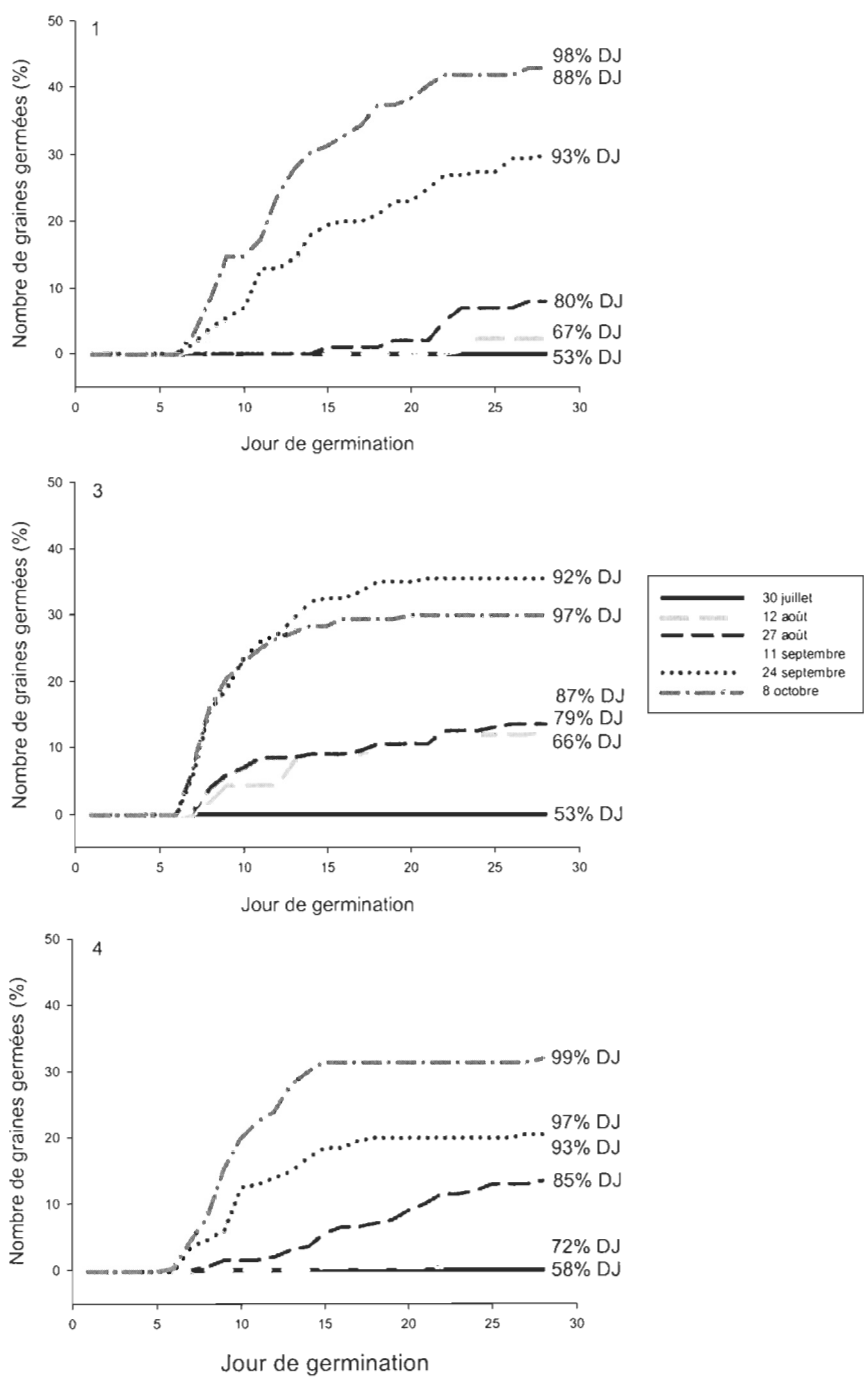 1
Nombre de graines germées (%)
50
40
30
20
10
0
98% DJ
88% DJ
93% DJ
80% DJ
67% DJ
53% DJ
0 5 10 15 20 25 30
Jour de germination
3
Nombre de graines germées (%)
50
40
30
20
10
0
92% DJ
97% DJ
87% DJ
79% DJ
66% DJ
53% DJ
0 5 10 15 20 25 30
Jour de germination
30 juillet
12 août
27 août
11 septembre
24 septembre
8 octobre
4
Nombre de graines germées (%)
50
40
30
20
10
0
99% DJ
97% DJ
93% DJ
85% DJ
72% DJ
58% DJ
0 5 10 15 20 25 30
Jour de germination